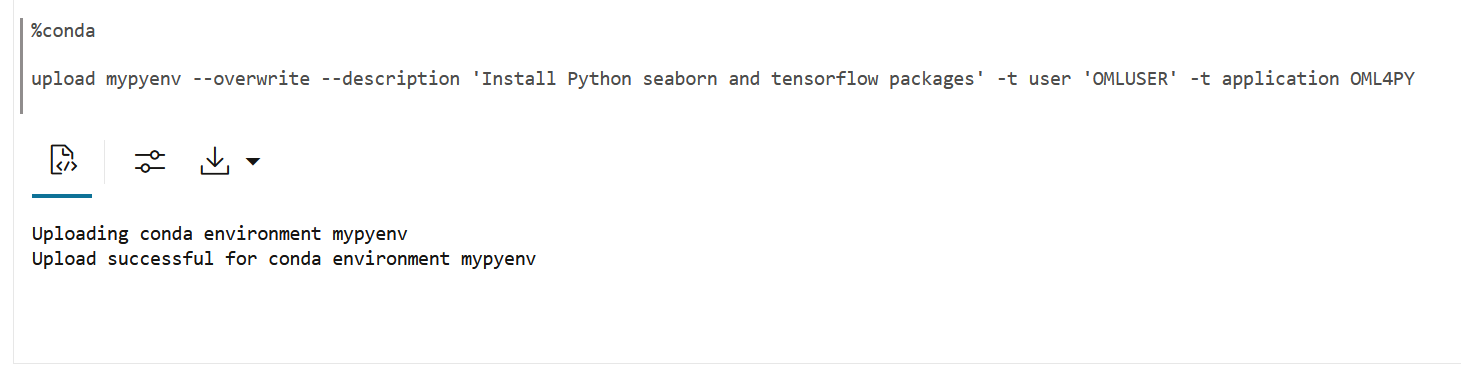 %conda
upload mypyenv --overwrite --description 'Install Python seaborn and tensorflow packages' -t user 'OMLUSER' -t application OML4PY
Uploading conda environment mypyenv
Upload successful for conda environment mypyenv